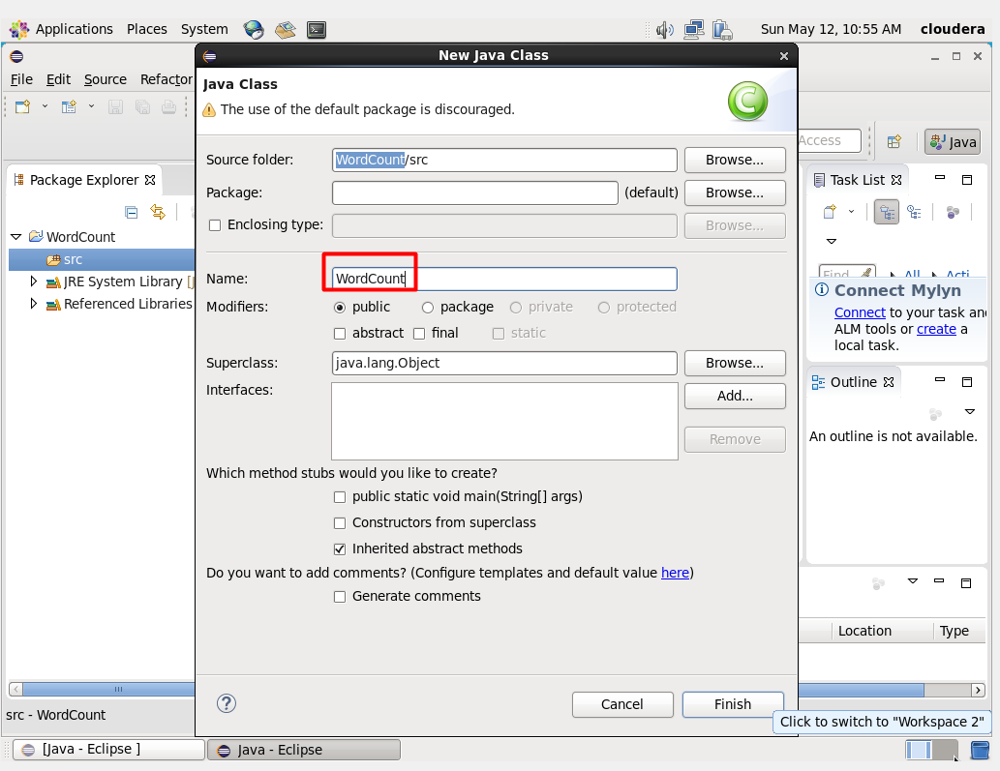 Applications Places System Sun May 12, 10:55 AM cloudera
New Java Class
File Edit Source Refactor
Java Class
The use of the default package is discouraged.
Access
Java
Source folder: WordCount/src Browse...
Package: (default) Browse...
Enclosing type: Browse...
Package Explorer
WordCount
src
JRE System Library [J
Referenced Libraries
Name: WordCount
Modifiers: public package private protected
abstract final static
Superclass: java.lang.Object Browse...
Interfaces: Add...
Remove
Which method stubs would you like to create?
public static void main(String[] args)
Constructors from superclass
Inherited abstract methods
Do you want to add comments? (Configure templates and default value here)
Generate comments
Cancel Finish
Task List
Find All Acti
Connect Mylyn
Connect to your task and
ALM tools or create a
local task.
Outline
An outline is not available.
Location Type
src - WordCount
Click to switch to "Workspace 2"
[Java - Eclipse ] Java - Eclipse